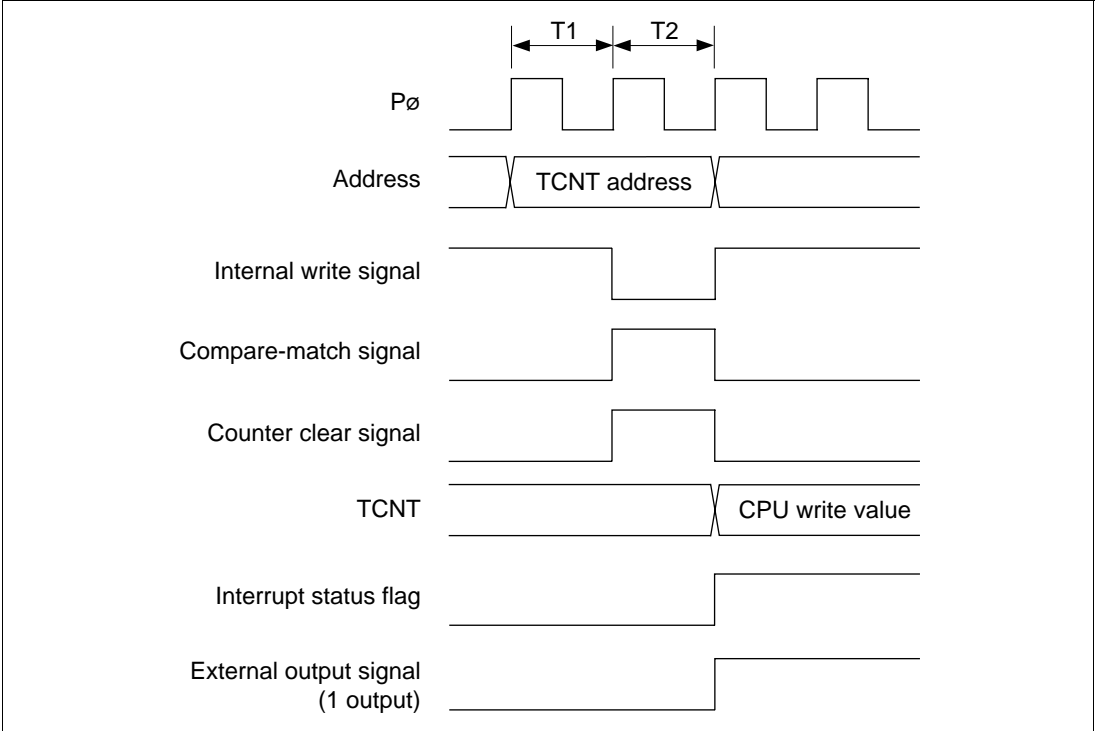 T1 T2
Pø
Address TCNT address
Internal write signal
Compare-match signal
Counter clear signal
TCNT CPU write value
Interrupt status flag
External output signal
(1 output)